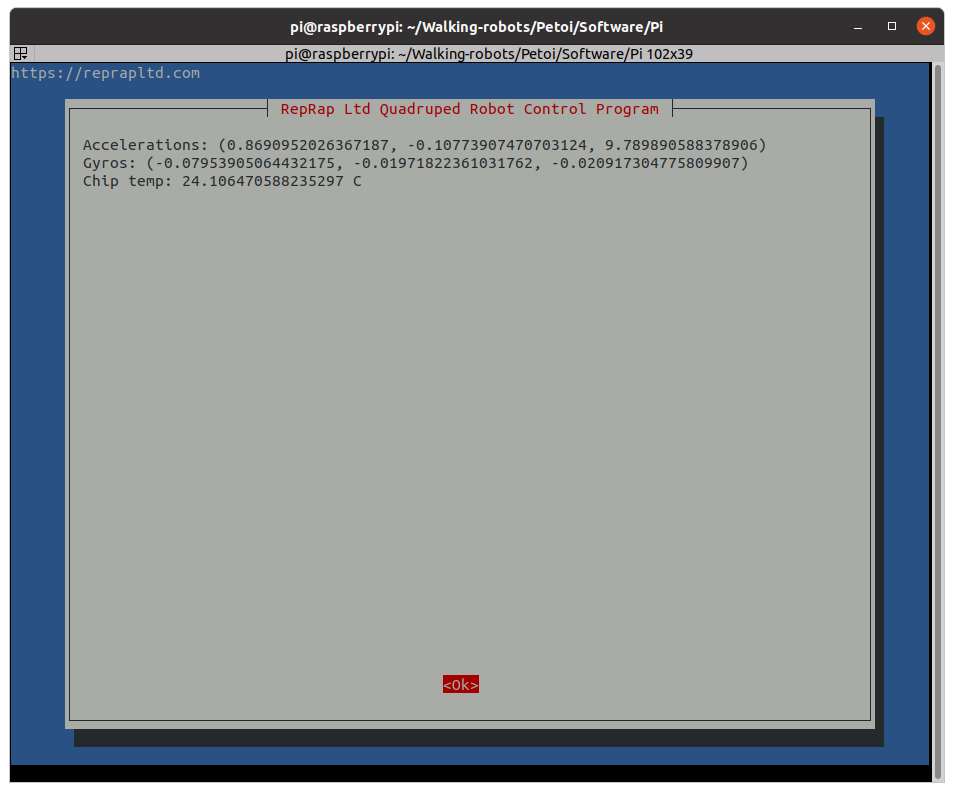 pi@raspberrypi: ~/Walking-robots/Petoi/Software/Pi
pi@raspberrypi: ~/Walking-robots/Petoi/Software/Pi 102x39
https://reprapltd.com
RepRap Ltd Quadruped Robot Control Program
Accelerations: (0.8690952026367187, -0.10773907470703124, 9.789890588378906)
Gyros: (-0.07953905064432175, -0.01971822361031762, -0.020917304775809907)
Chip temp: 24.106470588235297 C
<Ok>